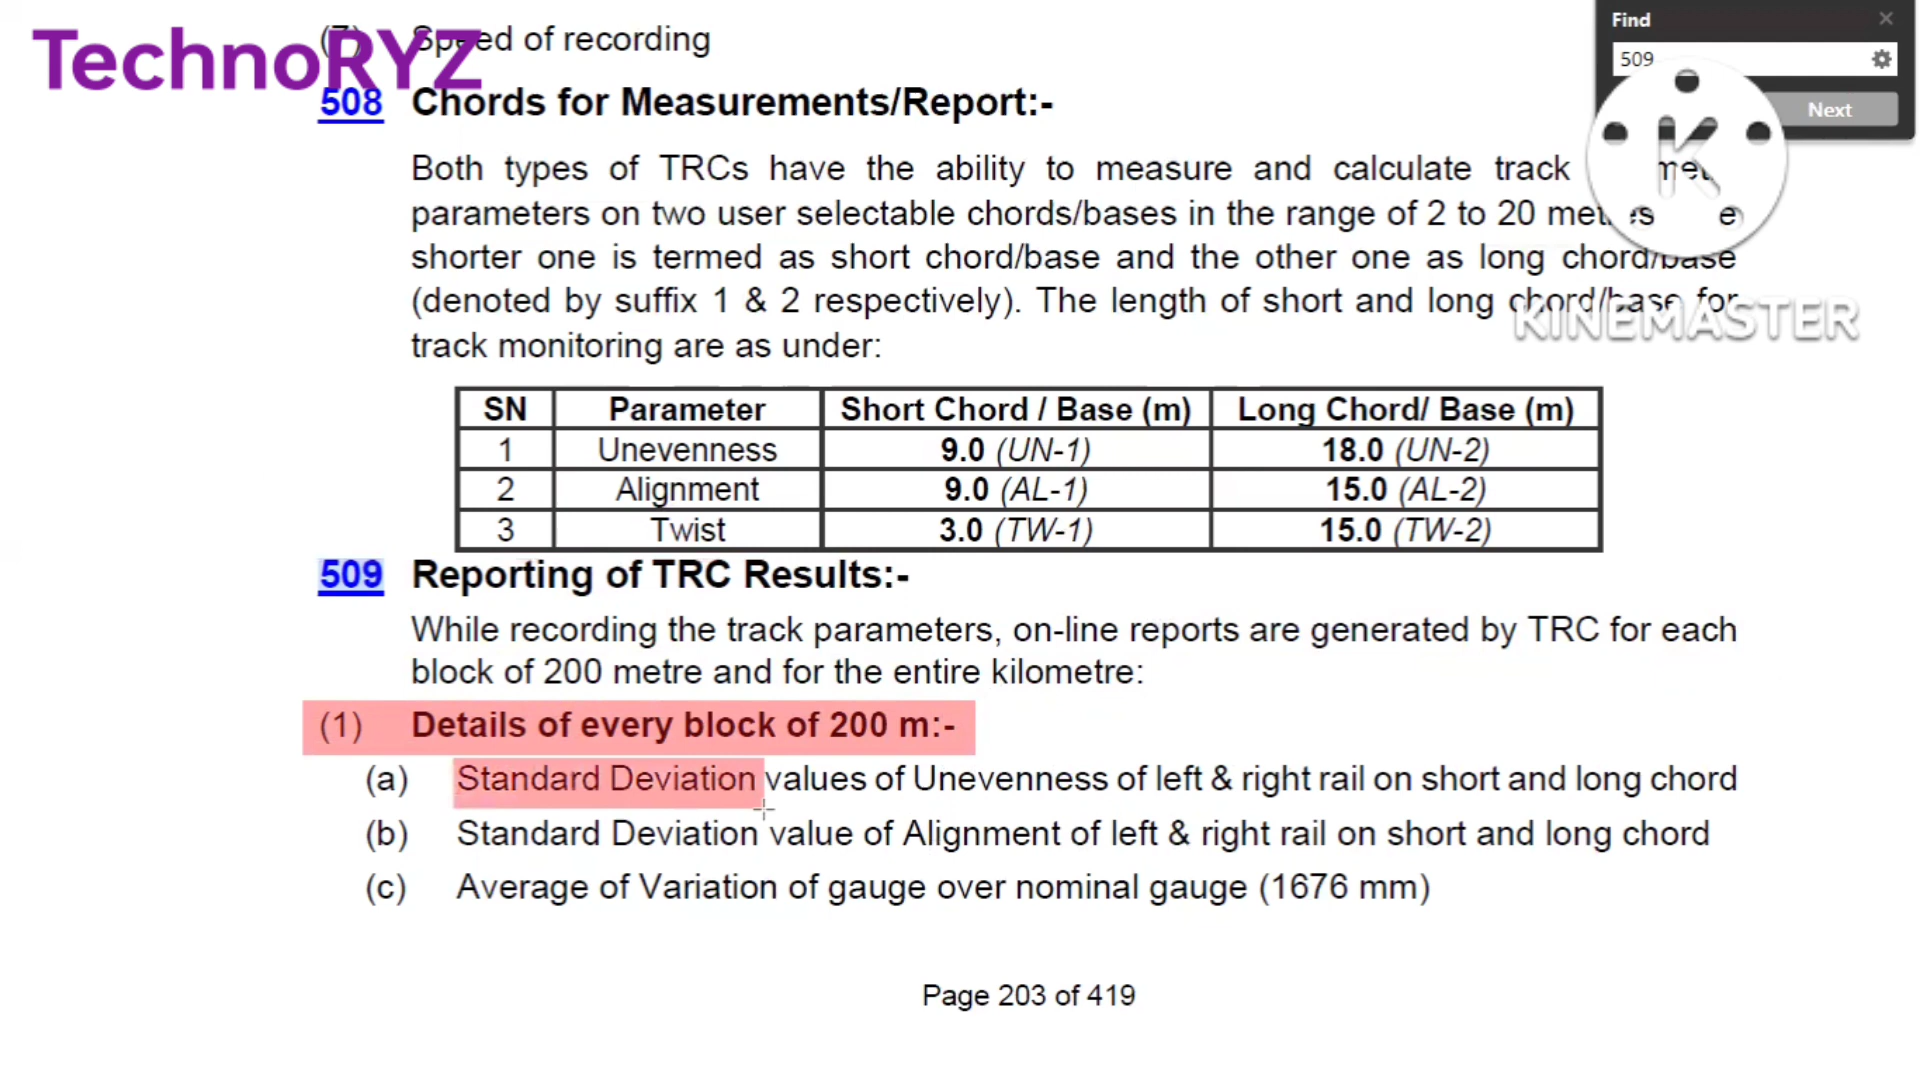 TechnoRYZ
(7) Speed of recording
508 Chords for Measurements/Report:-
Both types of TRCs have the ability to measure and calculate track
parameters on two user selectable chords/bases in the range of 2 to 20
shorter one is termed as short chord/base and the other one as long chord/base
(denoted by suffix 1 & 2 respectively). The length of short and long chord/base for
track monitoring are as under:
SN Parameter Short Chord / Base (m) Long Chord/ Base (m)
1 Unevenness 9.0 (UN-1) 18.0 (UN-2)
2 Alignment 9.0 (AL-1) 15.0 (AL-2)
3 Twist 3.0 (TW-1) 15.0 (TW-2)
509 Reporting of TRC Results:-
While recording the track parameters, on-line reports are generated by TRC for each
block of 200 metre and for the entire kilometre:
(1) Details of every block of 200 m:-
(a) Standard Deviation values of Unevenness of left & right rail on short and long chord
(b) Standard Deviation value of Alignment of left & right rail on short and long chord
(c) Average of Variation of gauge over nominal gauge (1676 mm)
Page 203 of 419
Find
509
Next
K
KINEMASTER